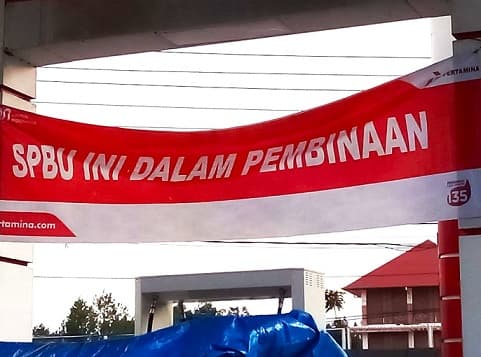 PERTAMINA
SPBU INI DALAM PEMBINAAN
135
rtamina.com